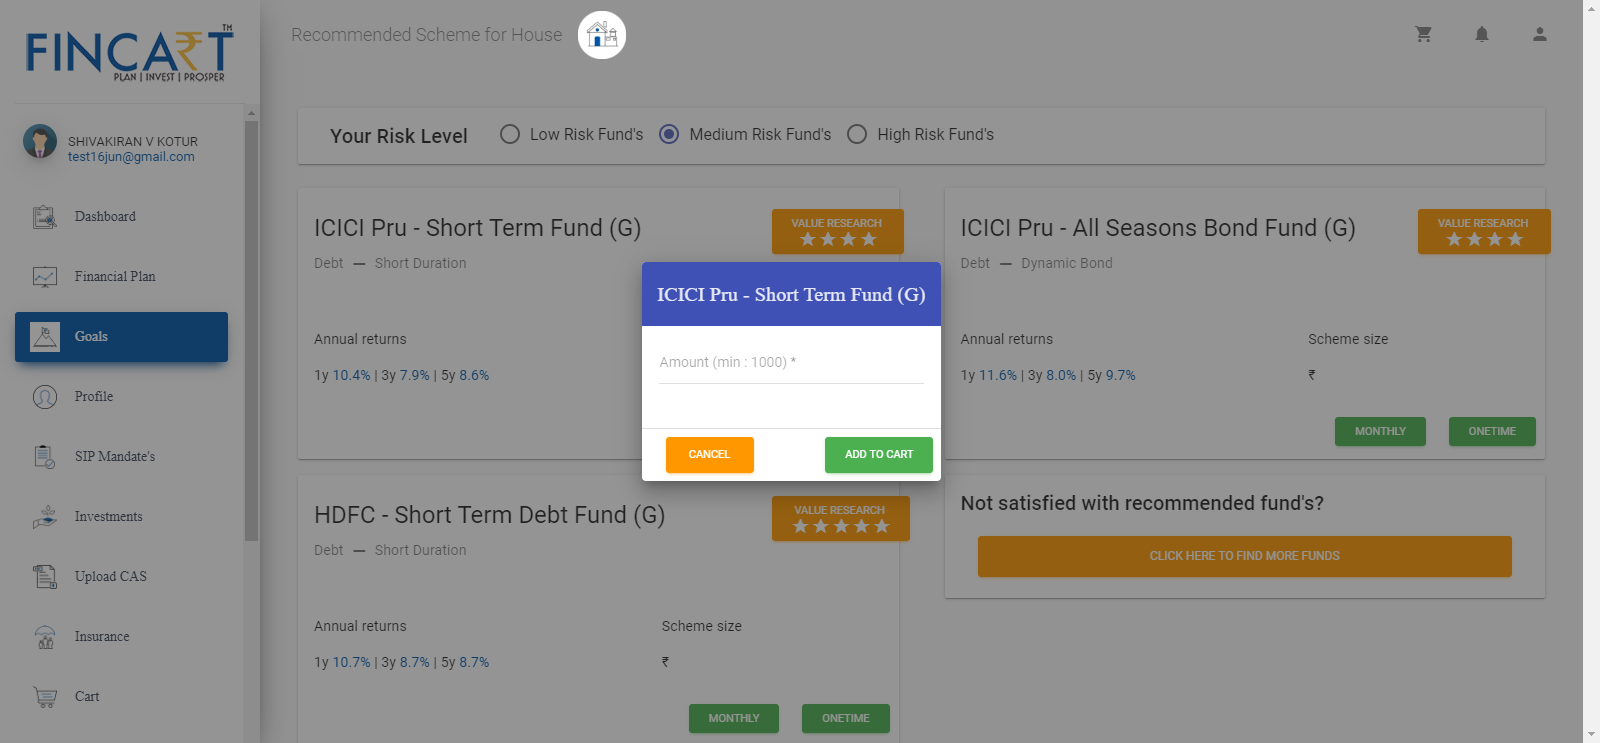 FINCART™
PLAN | INVEST | PROSPER
SHIVAKIRAN V KOTUR
test16jun@gmail.com
Dashboard
Financial Plan
Goals
Profile
SIP Mandate's
Investments
Upload CAS
Insurance
Cart
Recommended Scheme for House
Your Risk Level
Low Risk Fund's
Medium Risk Fund's
High Risk Fund's
ICICI Pru - Short Term Fund (G)
VALUE RESEARCH
★★★★
Debt — Short Duration
Annual returns
1y 10.4% | 3y 7.9% | 5y 8.6%
ICICI Pru - All Seasons Bond Fund (G)
VALUE RESEARCH
★★★★
Debt — Dynamic Bond
Annual returns
Scheme size
1y 11.6% | 3y 8.0% | 5y 9.7%
₹
MONTHLY
ONETIME
ICICI Pru - Short Term Fund (G)
Amount (min : 1000) *
CANCEL
ADD TO CART
HDFC - Short Term Debt Fund (G)
VALUE RESEARCH
★★★★★
Debt — Short Duration
Annual returns
Scheme size
1y 10.7% | 3y 8.7% | 5y 8.7%
₹
MONTHLY
ONETIME
Not satisfied with recommended fund's?
CLICK HERE TO FIND MORE FUNDS